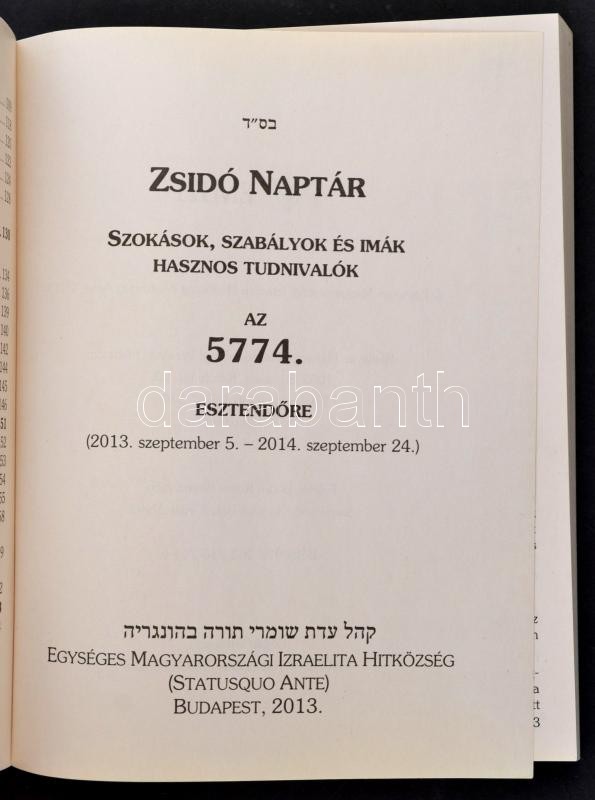 בס״ד
ZSIDÓ NAPTÁR
SZOKÁSOK, SZABÁLYOK ÉS IMÁK
HASZNOS TUDNIVALÓK
AZ
5774.
ESZTENDŐRE
(2013. szeptember 5. – 2014. szeptember 24.)
קהל עדת שומרי תורה בהונגריה
EGYSÉGES MAGYARORSZÁGI IZRAELITA HITKÖZSÉG
(STATUSQUO ANTE)
BUDAPEST, 2013.
darabanth